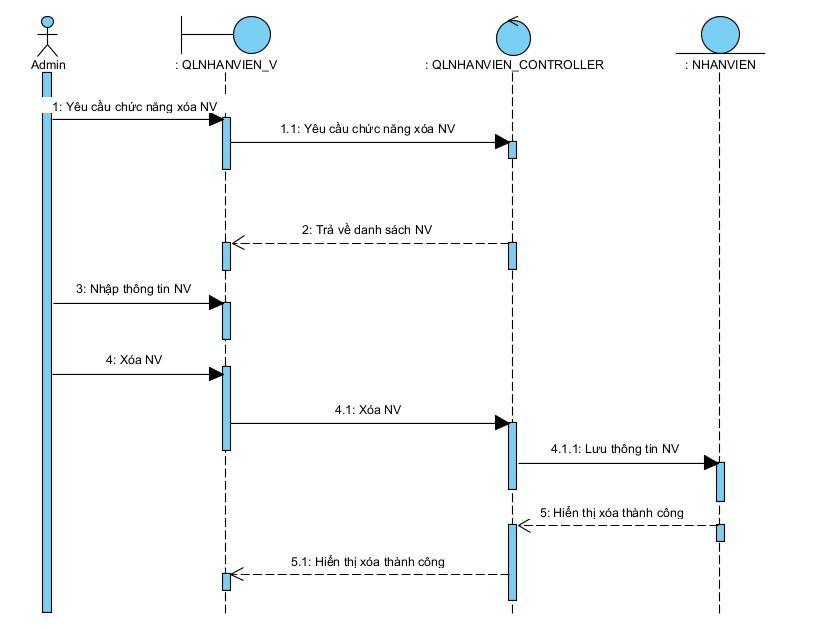 Admin
: QLNHANVIEN_V
: QLNHANVIEN_CONTROLLER
: NHANVIEN
1: Yêu cầu chức năng xóa NV
1.1: Yêu cầu chức năng xóa NV
2: Trả về danh sách NV
3: Nhập thông tin NV
4: Xóa NV
4.1: Xóa NV
4.1.1: Lưu thông tin NV
5: Hiển thị xóa thành công
5.1: Hiển thị xóa thành công